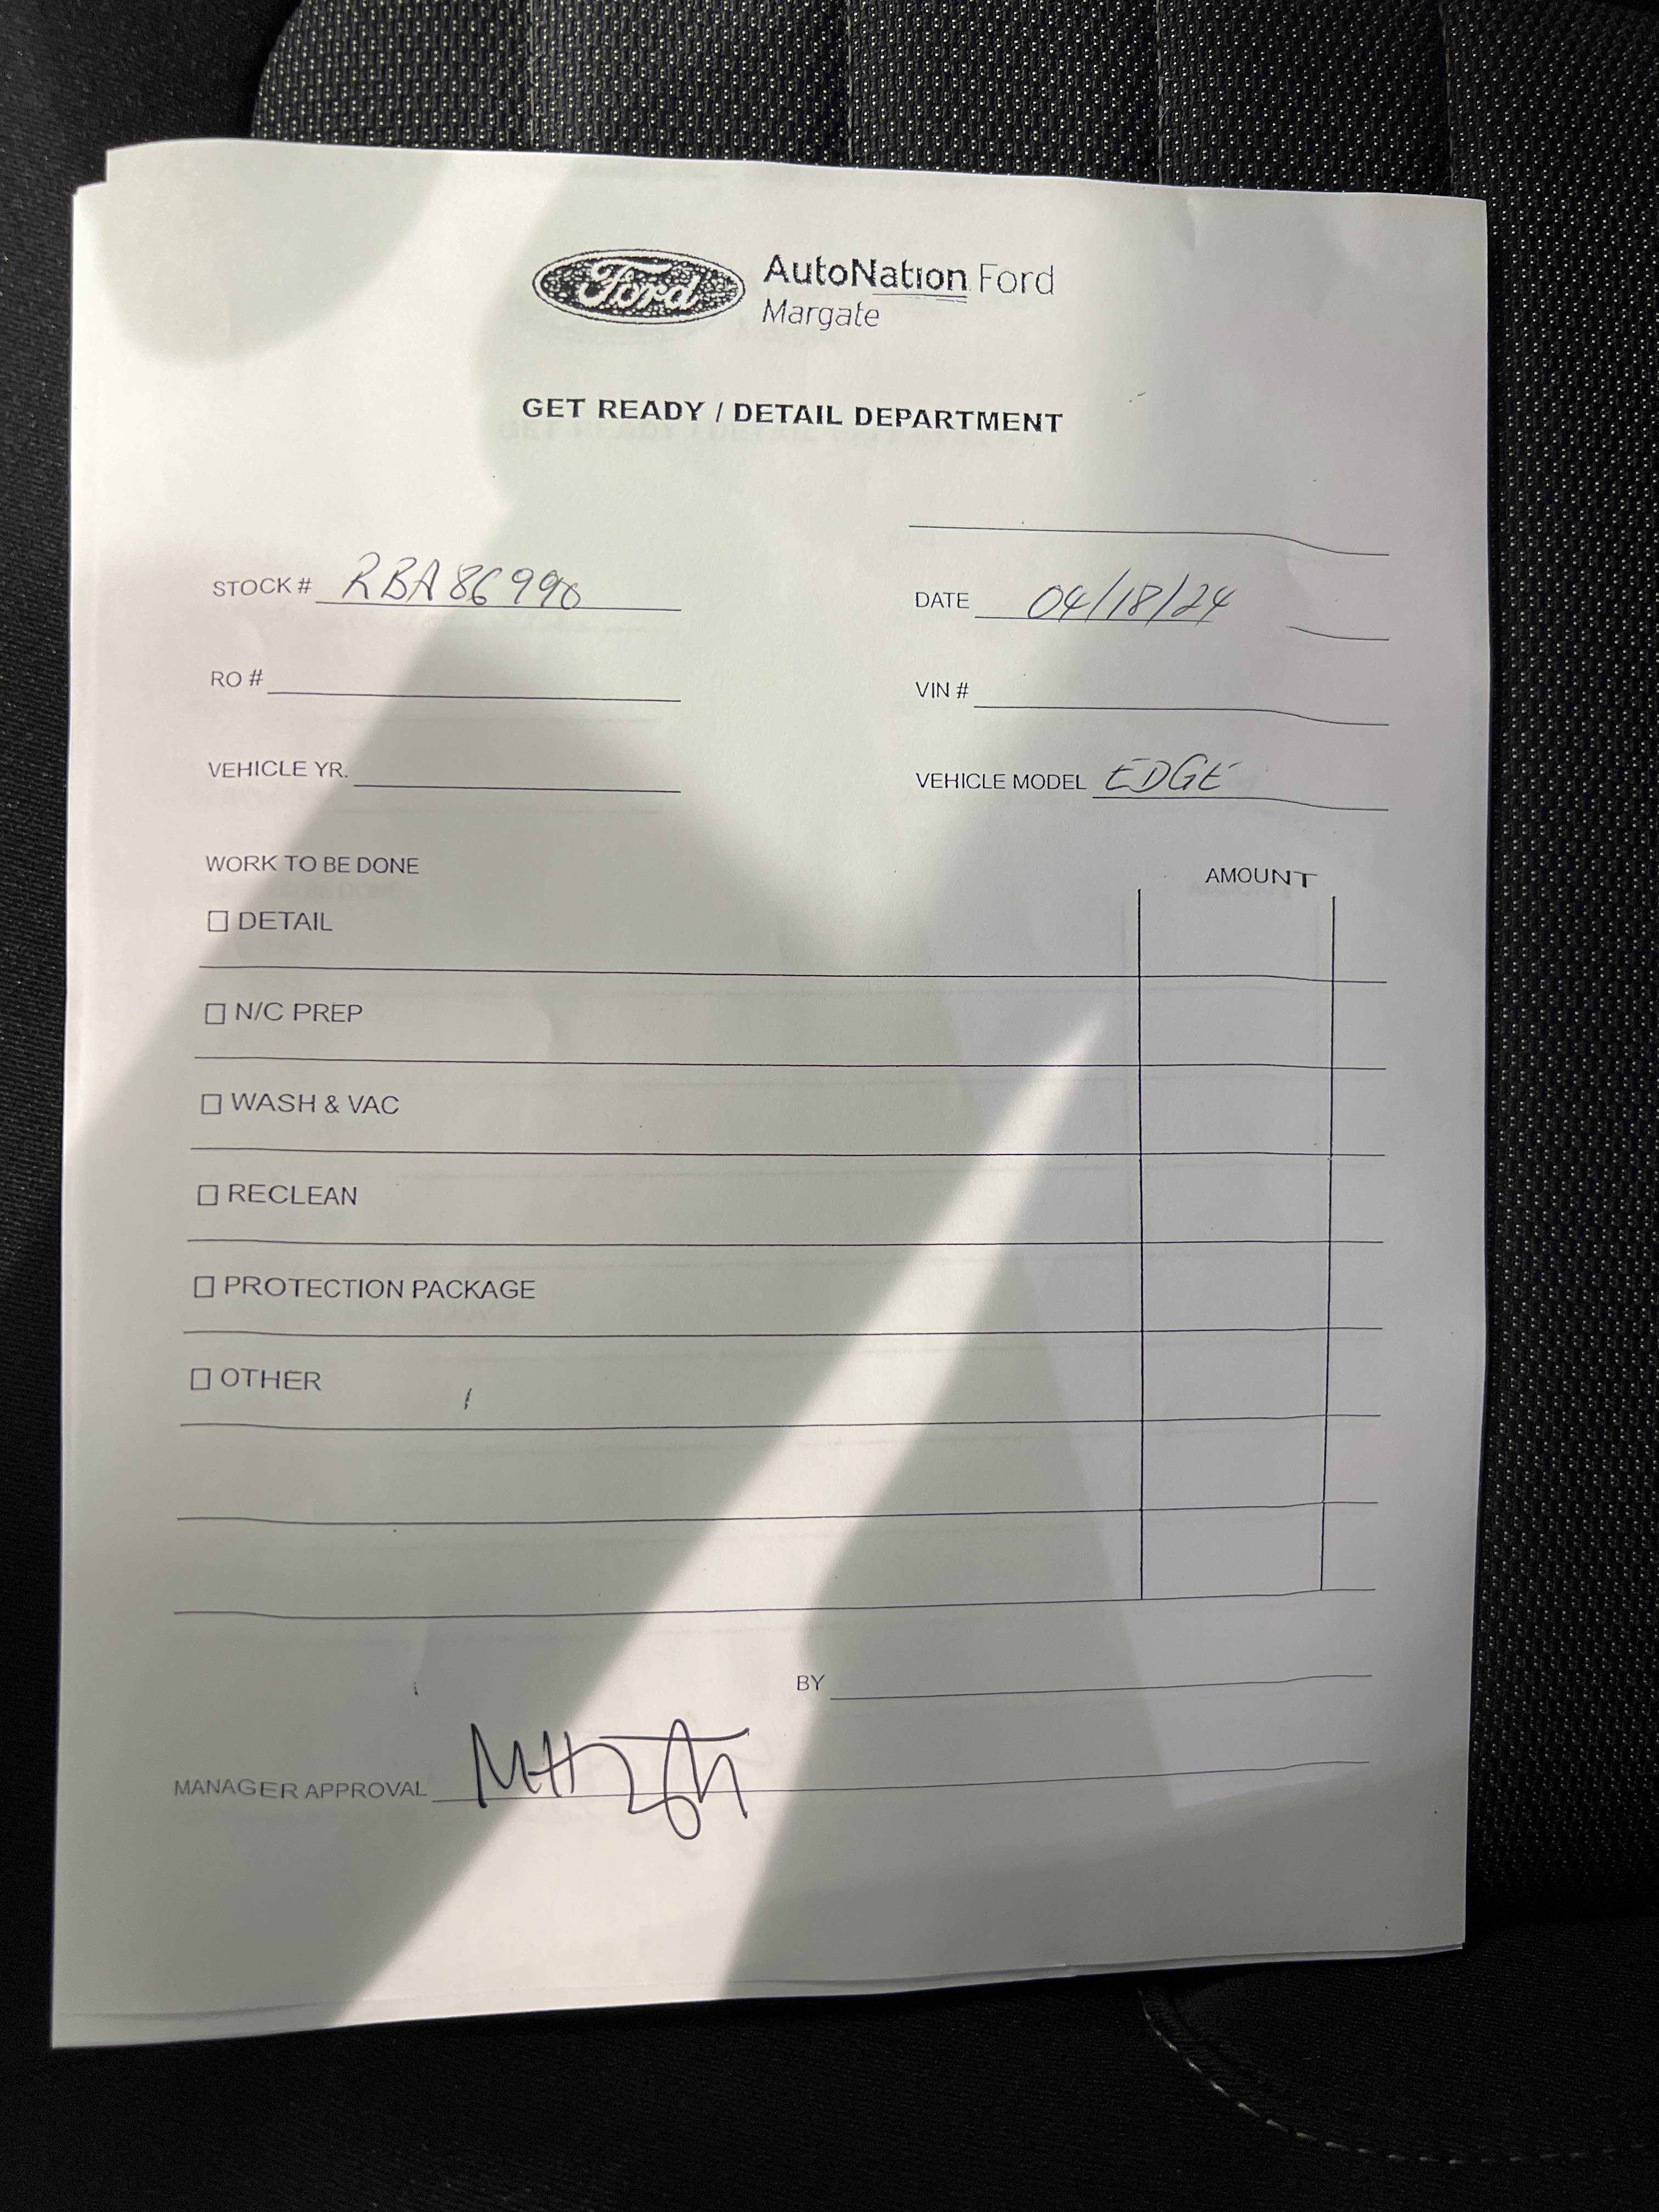 Ford AutoNation Ford
Margate
GET READY / DETAIL DEPARTMENT
STOCK # RBA86990
DATE 04/18/24
RO #
VIN #
VEHICLE YR.
VEHICLE MODEL EDGE
WORK TO BE DONE
AMOUNT
DETAIL
N/C PREP
WASH & VAC
RECLEAN
PROTECTION PACKAGE
OTHER
BY
MANAGER APPROVAL